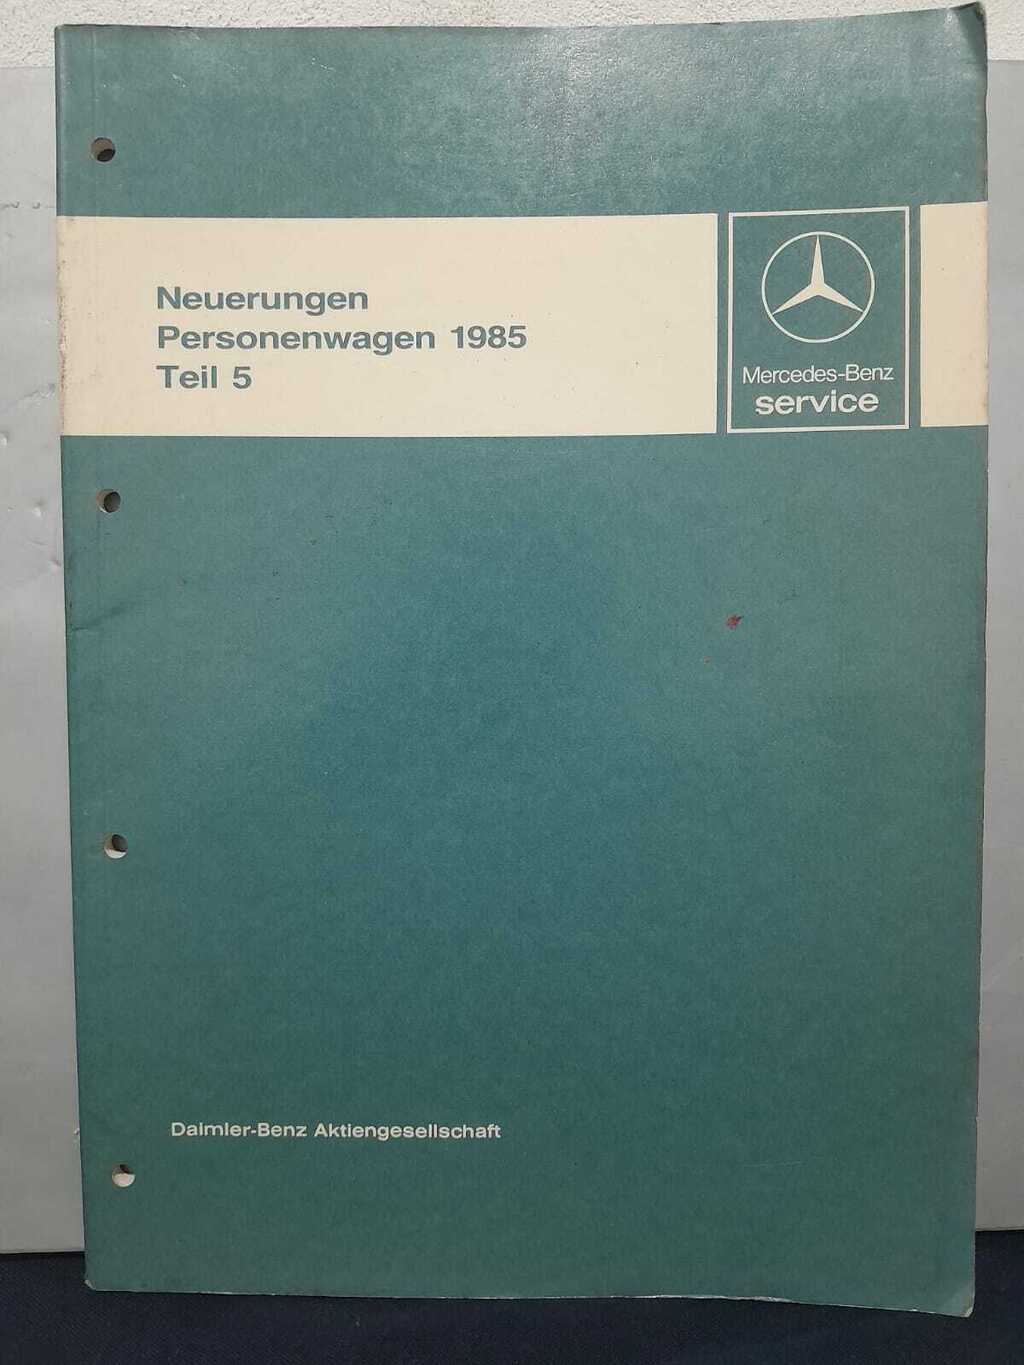 Neuerungen
Personenwagen 1985
Teil 5
Mercedes-Benz
service
Daimler-Benz Aktiengesellschaft